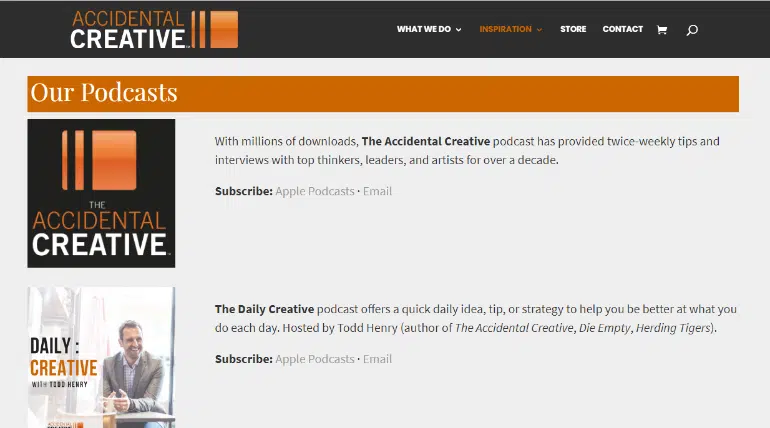 ACCIDENTAL
CREATIVE
WHAT WE DO INSPIRATION STORE CONTACT
Our Podcasts
THE
ACCIDENTAL
CREATIVE
With millions of downloads, The Accidental Creative podcast has provided twice-weekly tips and
interviews with top thinkers, leaders, and artists for over a decade.
Subscribe: Apple Podcasts · Email
DAILY :
CREATIVE
WITH TODD HENRY
The Daily Creative podcast offers a quick daily idea, tip, or strategy to help you be better at what you
do each day. Hosted by Todd Henry (author of The Accidental Creative, Die Empty, Herding Tigers).
Subscribe: Apple Podcasts · Email